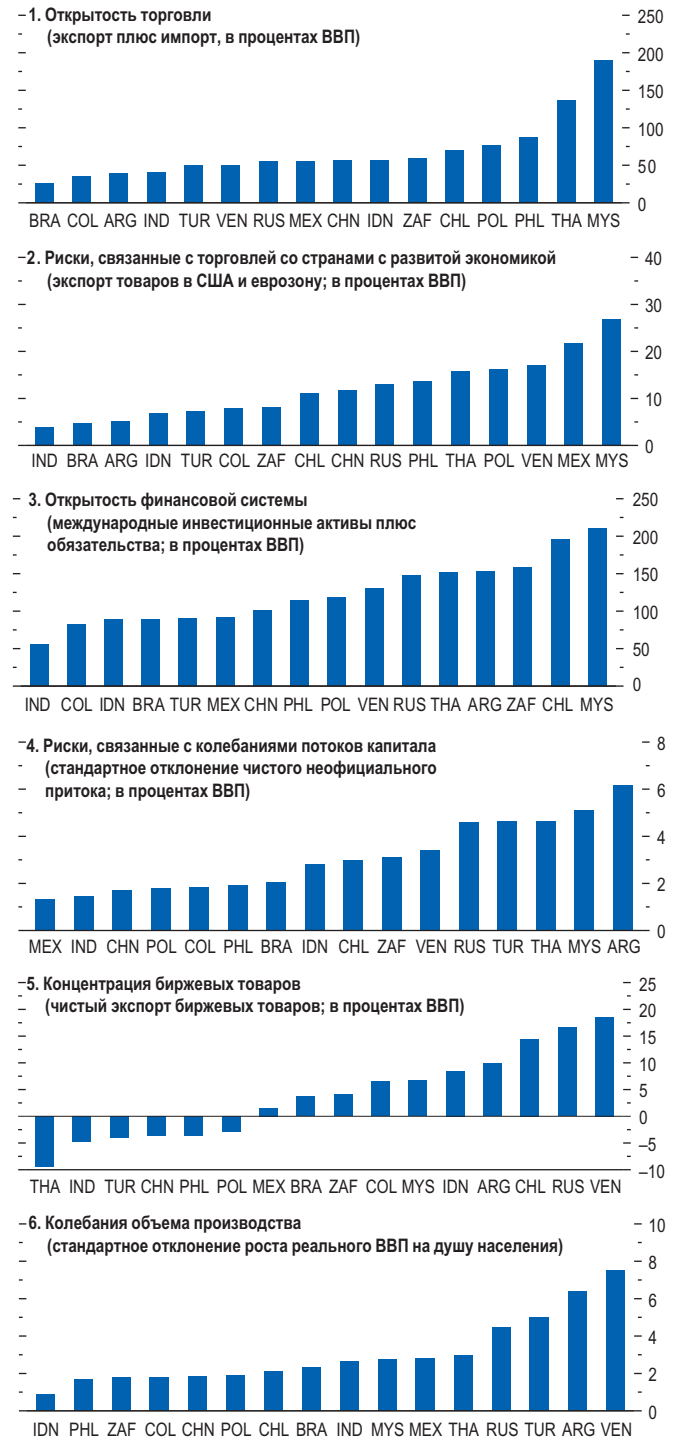 1. Открытость торговли
(экспорт плюс импорт, в процентах ВВП)
250
200
150
100
50
0
BRA COL ARG IND TUR VEN RUS MEX CHN IDN ZAF CHL POL PHL THA MYS
2. Риски, связанные с торговлей со странами с развитой экономикой
(экспорт товаров в США и еврозону; в процентах ВВП)
40
30
20
10
0
IND BRA ARG IDN TUR COL ZAF CHL CHN RUS PHL THA POL VEN MEX MYS
3. Открытость финансовой системы
(международные инвестиционные активы плюс
обязательства; в процентах ВВП)
250
200
150
100
50
0
IND COL IDN BRA TUR MEX CHN PHL POL VEN RUS THA ARG ZAF CHL MYS
4. Риски, связанные с колебаниями потоков капитала
(стандартное отклонение чистого неофициального
притока; в процентах ВВП)
8
6
4
2
0
MEX IND CHN POL COL PHL BRA IDN CHL ZAF VEN RUS TUR THA MYS ARG
5. Концентрация биржевых товаров
(чистый экспорт биржевых товаров; в процентах ВВП)
25
20
15
10
5
0
–5
–10
THA IND TUR CHN PHL POL MEX BRA ZAF COL MYS IDN ARG CHL RUS VEN
6. Колебания объема производства
(стандартное отклонение роста реального ВВП на душу населения)
10
8
6
4
2
0
IDN PHL ZAF COL CHN POL CHL BRA IND MYS MEX THA RUS TUR ARG VEN